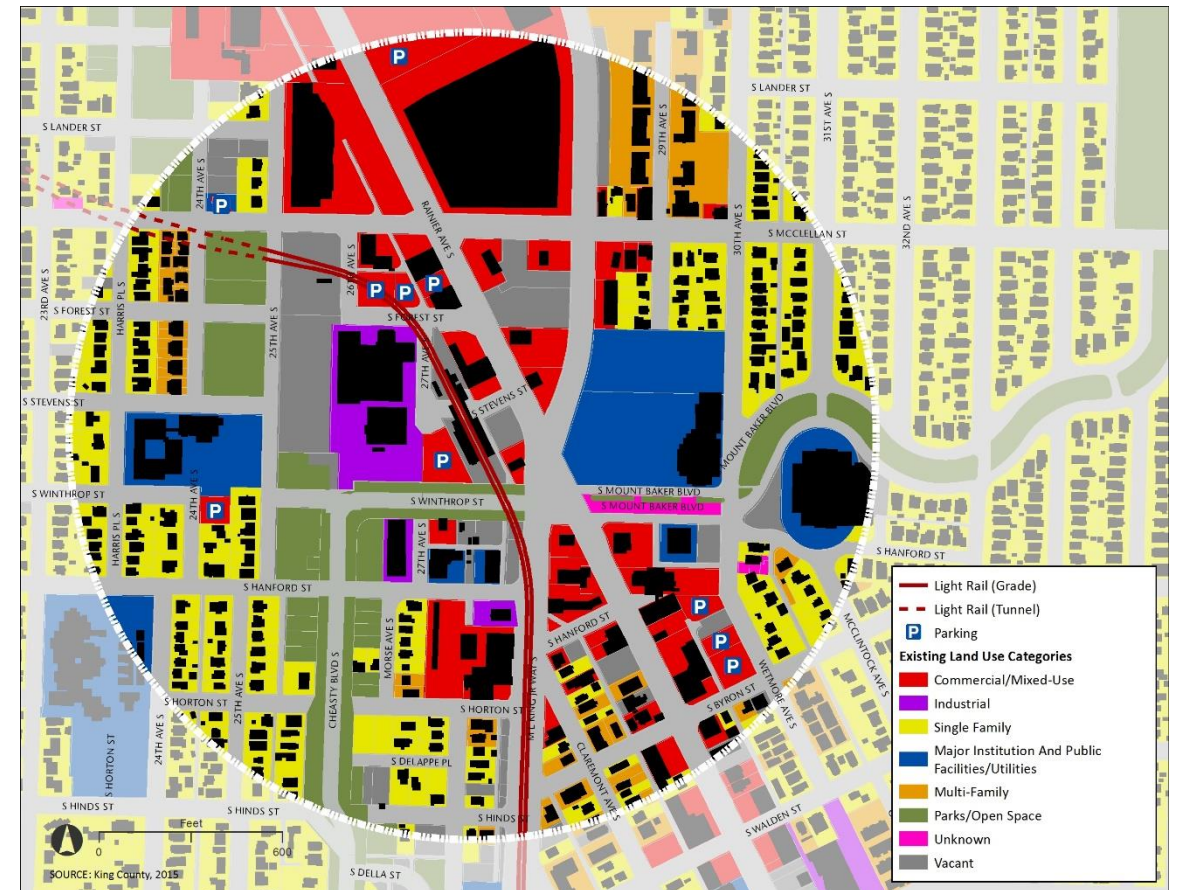 S LANDER ST
S LANDER ST
31ST AVE S
29TH AVE S
24TH AVE S
P
P
RAINIER AVE S
30TH AVE S
S MCCLELLAN ST
32ND AVE S
23RD AVE S
HARRIS PL S
26TH AVE S
P
P
P
S FOREST ST
S FOREST ST
25TH AVE S
27TH AVE S
S STEVENS ST
S STEVENS ST
MOUNT BAKER BLVD
P
S WINTHROP ST
24TH AVE S
P
S WINTHROP ST
S MOUNT BAKER BLVD
S MOUNT BAKER BLVD
HARRIS PL S
27TH AVE S
S HANFORD ST
S HANFORD ST
S HANFORD ST
P
P
P
MCCLINTOCK AVE S
WETMORE AVE S
MORSE AVE S
CHEASTY BLVD S
25TH AVE S
S HORTON ST
S HORTON ST
M L KING JR WAY S
S BYRON ST
24TH AVE S
S HORTON ST
S DELAPPE PL
CLAREMONT AVE S
S HINDS ST
S HINDS ST
S HINDS ST
S WALDEN ST
S DELLA ST
Feet
0
600
SOURCE: King County, 2015
Light Rail (Grade)
Light Rail (Tunnel)
P Parking
Existing Land Use Categories
Commercial/Mixed-Use
Industrial
Single Family
Major Institution And Public
Facilities/Utilities
Multi-Family
Parks/Open Space
Unknown
Vacant